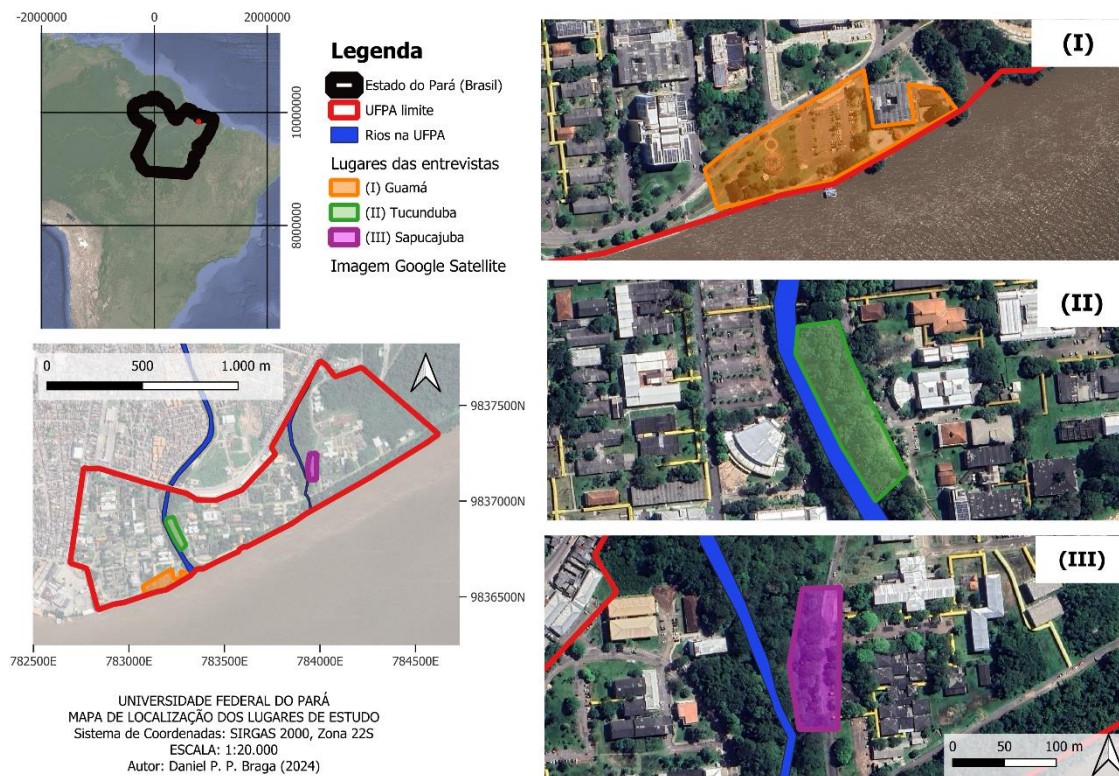 -2000000
0
2000000
10000000
8000000
Legenda
Estado do Pará (Brasil)
UFPA limite
Rios na UFPA
Lugares das entrevistas
(I) Guamá
(II) Tucunduba
(III) Sapucajuba
Imagem Google Satellite
0
500
1.000 m
9837500N
9837000N
9836500N
782500E
783000E
783500E
784000E
784500E
UNIVERSIDADE FEDERAL DO PARÁ
MAPA DE LOCALIZAÇÃO DOS LUGARES DE ESTUDO
Sistema de Coordenadas: SIRGAS 2000, Zona 22S
ESCALA: 1:20.000
Autor: Daniel P. P. Braga (2024)
(I)
(II)
(III)
0
50
100 m